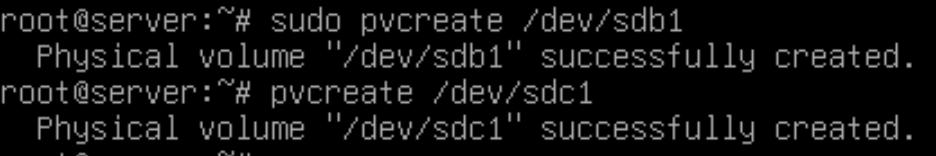 root@server:~# sudo pvcreate /dev/sdb1
  Physical volume "/dev/sdb1" successfully created.
root@server:~# pvcreate /dev/sdc1
  Physical volume "/dev/sdc1" successfully created.